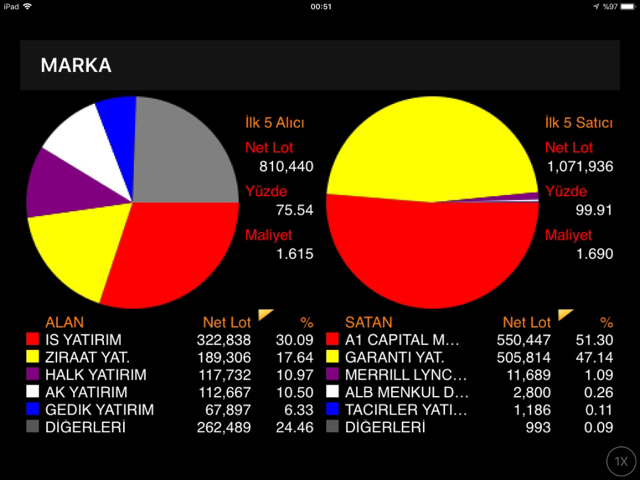 iPad 00:51 %97
MARKA
İlk 5 Alıcı
Net Lot
810,440
Yüzde
75.54
Maliyet
1.615
İlk 5 Satıcı
Net Lot
1,071,936
Yüzde
99.91
Maliyet
1.690
ALAN Net Lot %
IS YATIRIM 322,838 30.09
ZIRAAT YAT. 189,306 17.64
HALK YATIRIM 117,732 10.97
AK YATIRIM 112,667 10.50
GEDIK YATIRIM 67,897 6.33
DİĞERLERİ 262,489 24.46
SATAN Net Lot %
A1 CAPITAL M... 550,447 51.30
GARANTI YAT. 505,814 47.14
MERRILL LYNC... 11,689 1.09
ALB MENKUL D... 2,800 0.26
TACIRLER YATI... 1,186 0.11
DİĞERLERİ 993 0.09
1X